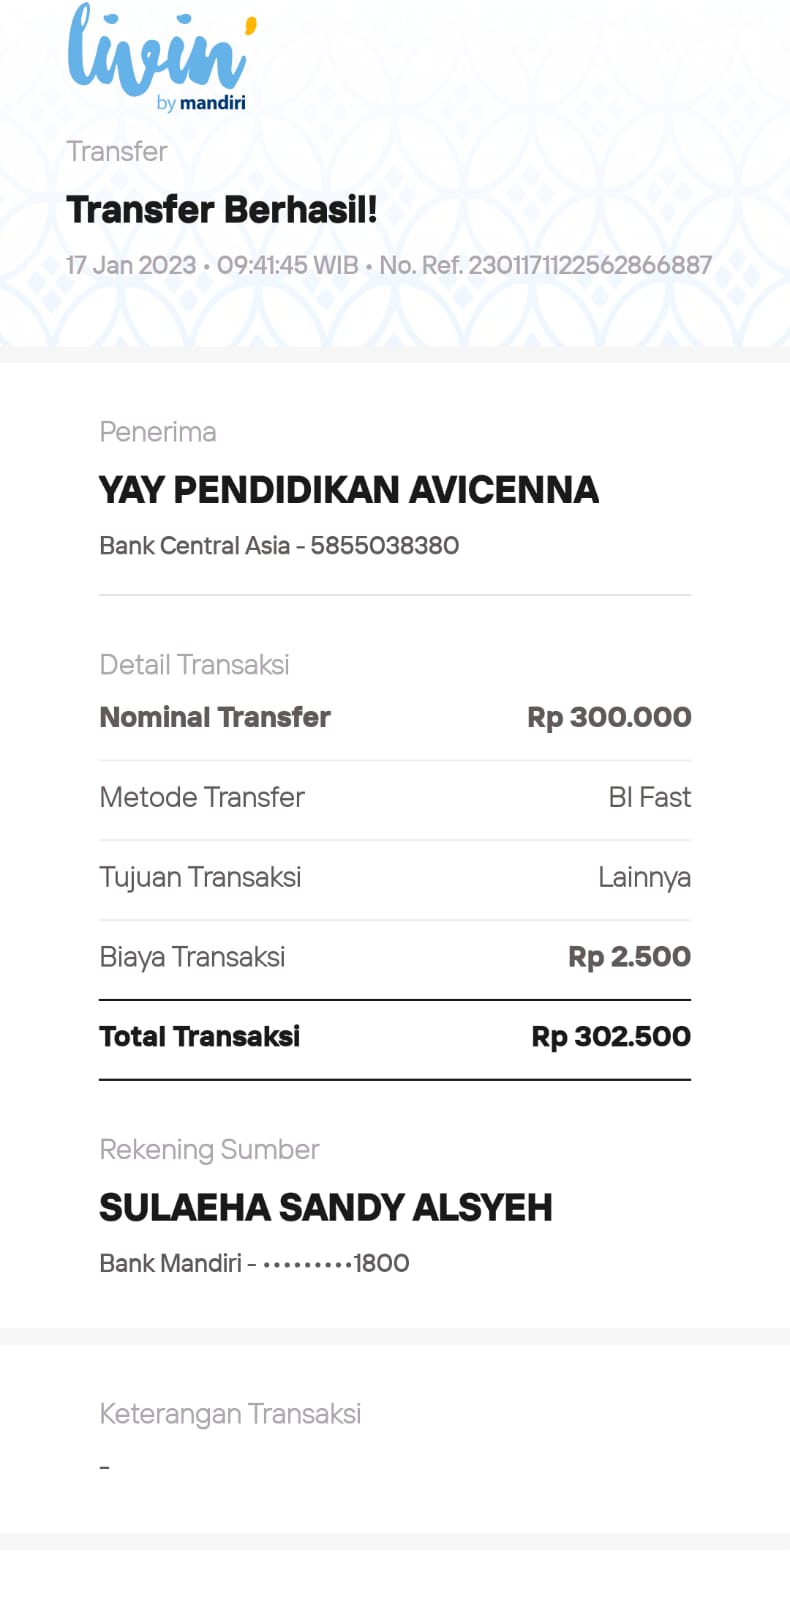 livin'
by mandiri
Transfer
Transfer Berhasil!
17 Jan 2023 • 09:41:45 WIB • No. Ref. 2301171122562866887
Penerima
YAY PENDIDIKAN AVICENNA
Bank Central Asia - 5855038380
Detail Transaksi
Nominal Transfer Rp 300.000
Metode Transfer BI Fast
Tujuan Transaksi Lainnya
Biaya Transaksi Rp 2.500
Total Transaksi Rp 302.500
Rekening Sumber
SULAEHA SANDY ALSYEH
Bank Mandiri - •••••••••1800
Keterangan Transaksi
-